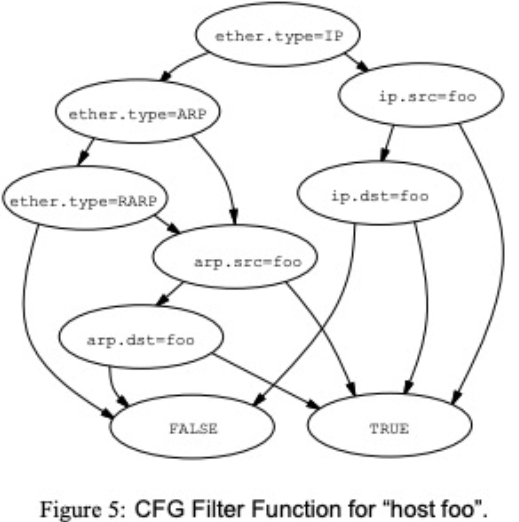 ether.type=IP
ether.type=ARP
ip.src=foo
ether.type=RARP
ip.dst=foo
arp.src=foo
arp.dst=foo
FALSE
TRUE
Figure 5: CFG Filter Function for “host foo”.